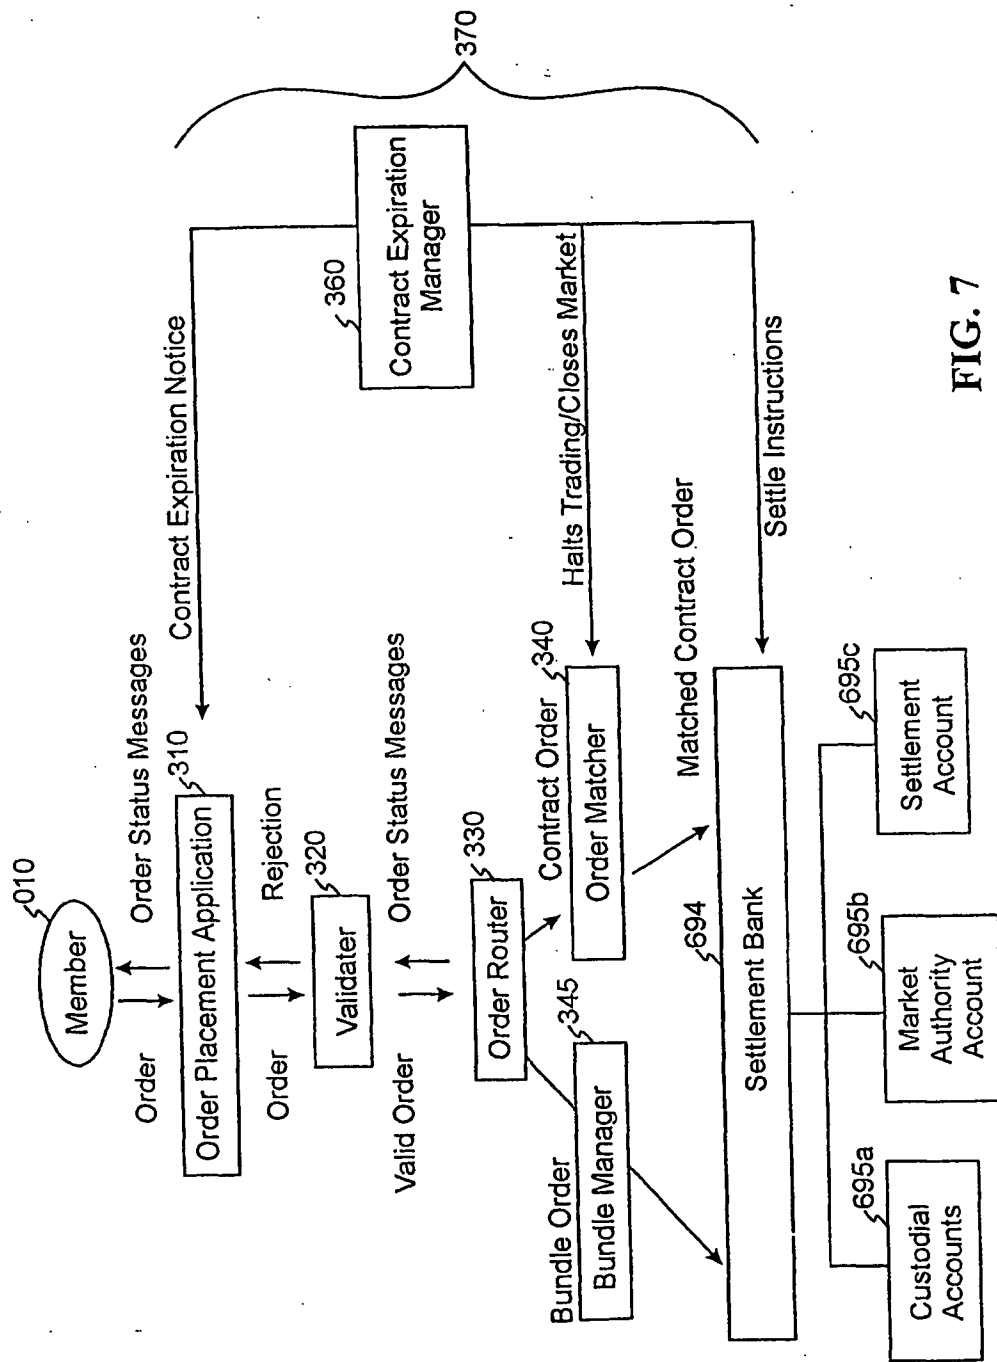 010
Member
Order
Order Status Messages
310
Order Placement Application
Contract Expiration Notice
Order
Rejection
320
Validater
Valid Order
Order Status Messages
330
Order Router
360
Contract Expiration
Manager
370
Bundle Order
345
Bundle Manager
Contract Order
340
Order Matcher
Halts Trading/Closes Market
694
Matched Contract Order
Settlement Bank
Settle Instructions
695a
Custodial
Accounts
695b
Market
Authority
Account
695c
Settlement
Account
FIG. 7